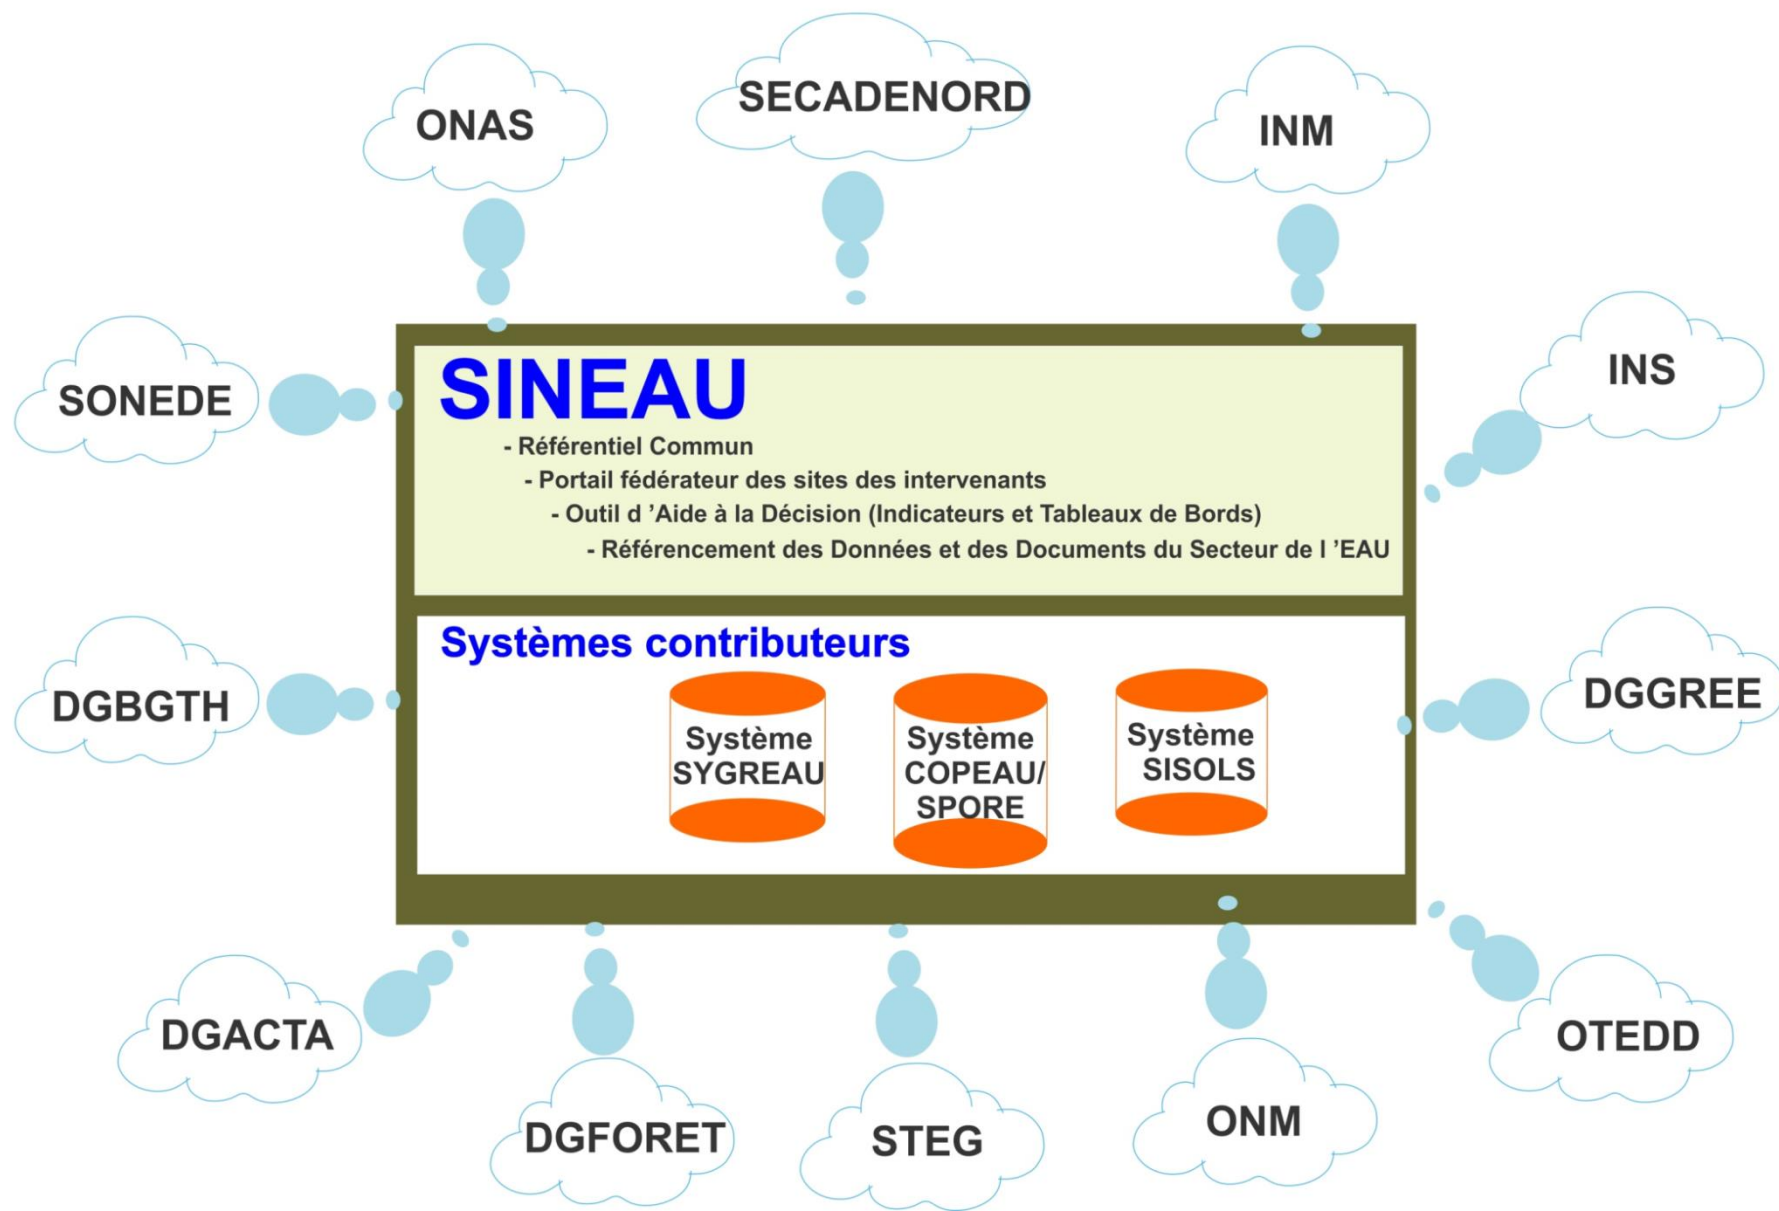 SECADENORD
ONAS
INM
SONEDE
INS
SINEAU
- Référentiel Commun
- Portail fédérateur des sites des intervenants
- Outil d ’Aide à la Décision (Indicateurs et Tableaux de Bords)
- Référencement des Données et des Documents du Secteur de l ’EAU
DGBGTH
DGGREE
Systèmes contributeurs
Système
SYGREAU
Système
COPEAU/
SPORE
Système
SISOLS
DGACTA
OTEDD
DGFORET
STEG
ONM